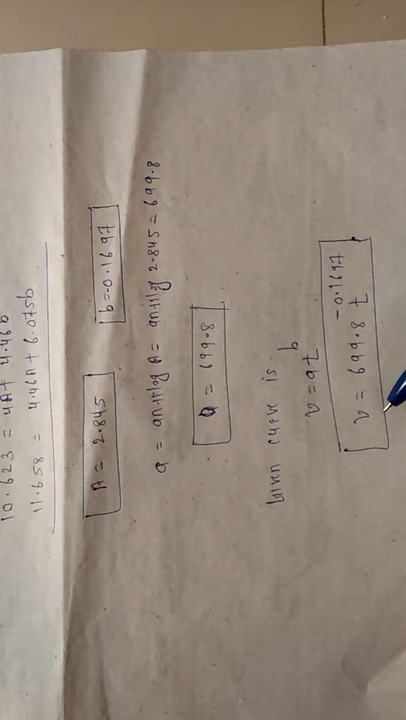 10.623 = 4A + 4.46b
11.658 = 4.46A + 6.075b
A = 2.845 b=-0.1697
a = antilog A = antilog 2.845 = 699.8
a = 699.8
Given curve is.
v = at^b
v = 699.8 t^-0.1697